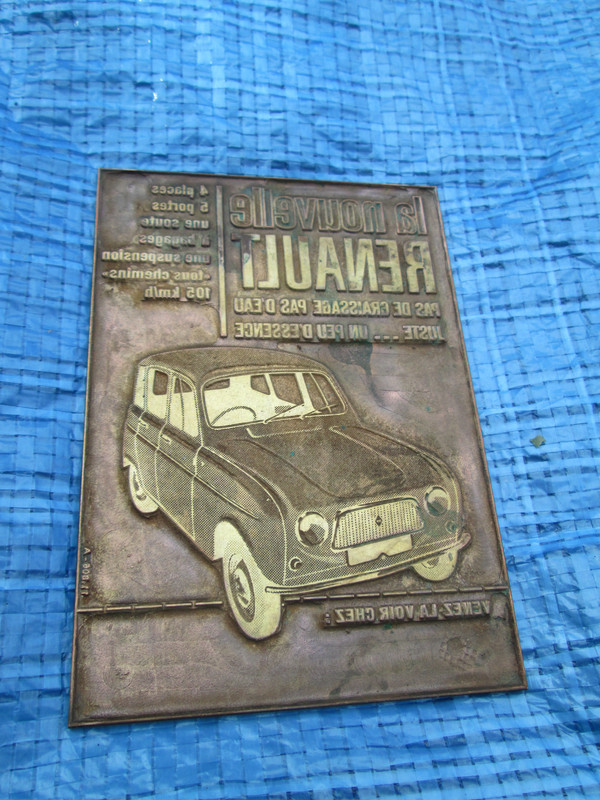 la nouvelle
RENAULT
PAS DE GRAISSAGE PAS D'EAU
JUSTE.... UN PEU D'ESSENCE
4 places
5 portes
une soute
à bagages
une suspension
"tous chemins"
105 km/h
VENEZ-LA VOIR CHEZ: